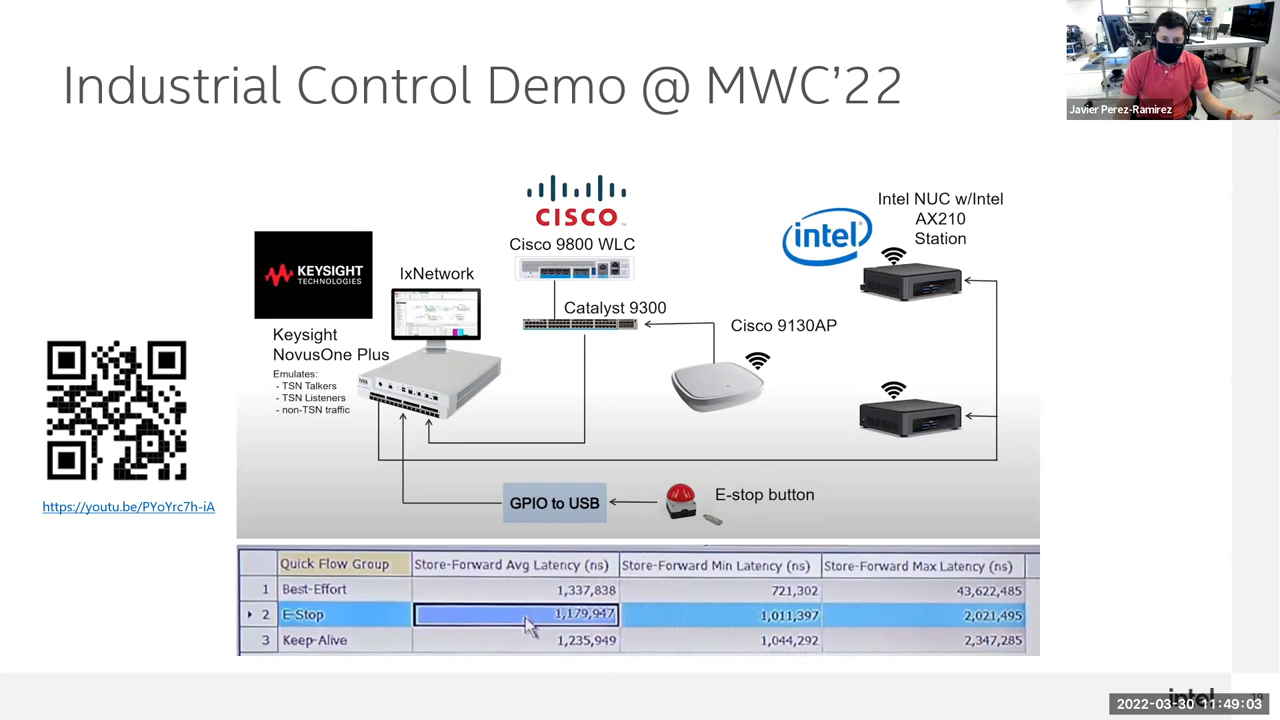 Industrial Control Demo @ MWC'22
Javier Perez-Ramirez
KEYSIGHT
TECHNOLOGIES
IxNetwork
CISCO
Cisco 9800 WLC
Catalyst 9300
Cisco 9130AP
intel
Intel NUC w/Intel
AX210
Station
Keysight
NovusOne Plus
Emulates:
- TSN Talkers
- TSN Listeners
- non-TSN traffic
https://youtu.be/PYoYrc7h-iA
GPIO to USB
E-stop button
Quick Flow Group Store-Forward Avg Latency (ns) Store-Forward Min Latency (ns) Store-Forward Max Latency (ns)
1 Best-Effort 1,337,838 721,302 43,622,485
2 E-Stop 1,179,947 1,011,397 2,021,495
3 Keep-Alive 1,235,949 1,044,292 2,347,285
intel 19
2022-03-30 11:49:03